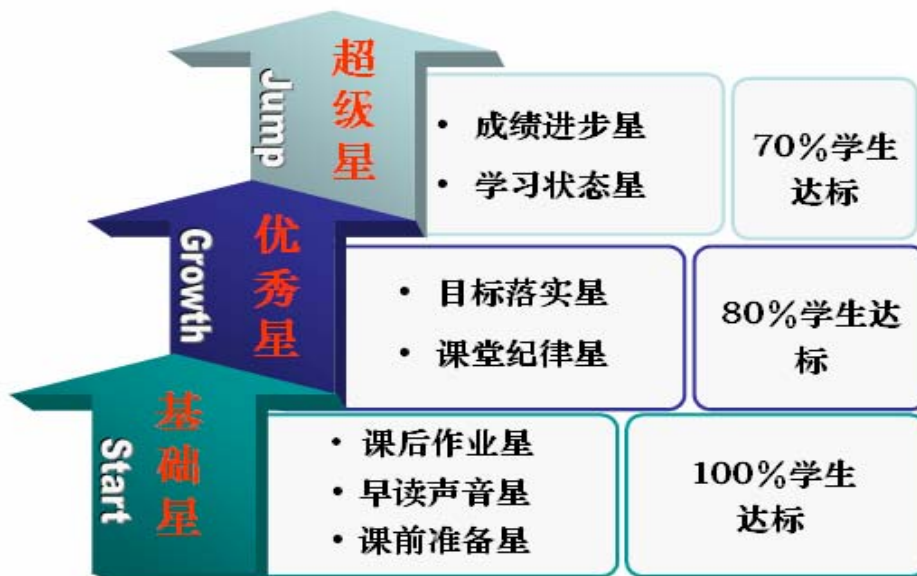 Jump
超级星
• 成绩进步星
• 学习状态星
70%学生
达标
Growth
优秀星
• 目标落实星
• 课堂纪律星
80%学生达
标
Start
基础星
• 课后作业星
• 早读声音星
• 课前准备星
100%学生
达标